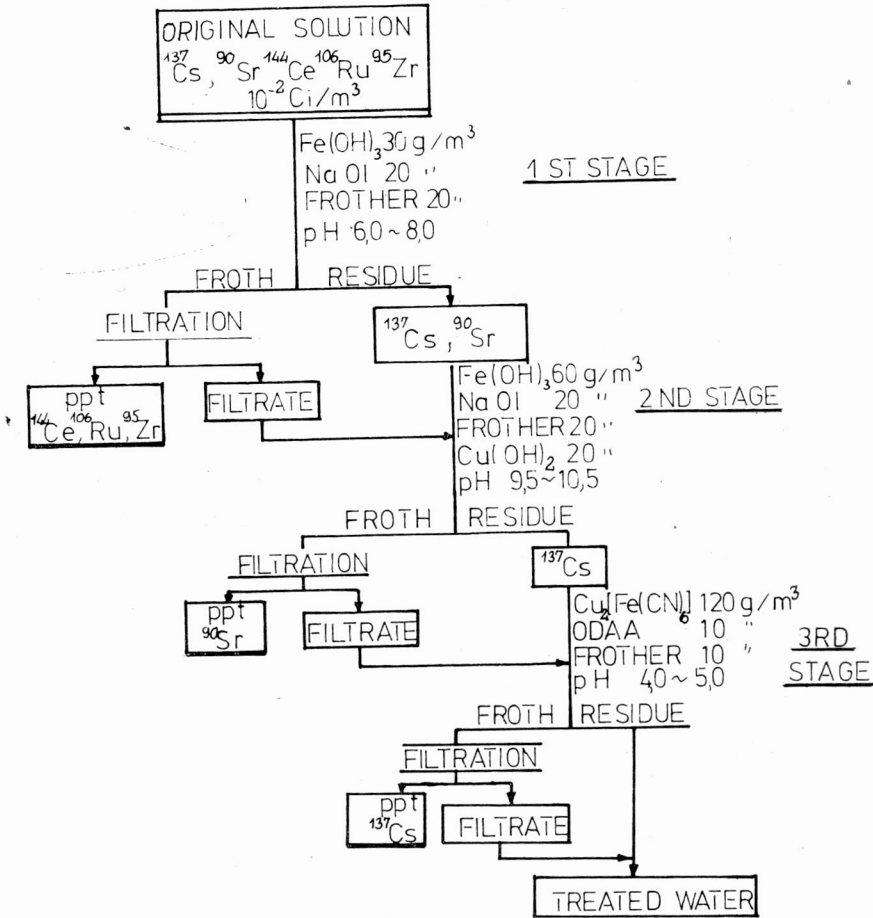 ORIGINAL SOLUTION
¹³⁷Cs, ⁹⁰Sr ¹⁴⁴Ce ¹⁰⁶Ru ⁹⁵Zr
10⁻² Ci/m³
Fe(OH)₃ 30 g/m³
Na Ol 20 "
FROTHER 20 "
pH 6,0 ~ 8,0
1 ST STAGE
FROTH RESIDUE
FILTRATION
¹³⁷Cs, ⁹⁰Sr
ppt
¹⁴⁴Ce, ¹⁰⁶Ru, ⁹⁵Zr
FILTRATE
Fe(OH)₃ 60 g/m³
Na Ol 20 "
FROTHER 20 "
Cu(OH)₂ 20 "
pH 9,5 ~ 10,5
2 ND STAGE
FROTH RESIDUE
FILTRATION
¹³⁷Cs
ppt
⁹⁰Sr
FILTRATE
Cu₂[Fe(CN)₆] 120 g/m³
ODAA 10 "
FROTHER 10 "
pH 4,0 ~ 5,0
3RD
STAGE
FROTH RESIDUE
FILTRATION
ppt
¹³⁷Cs
FILTRATE
TREATED WATER